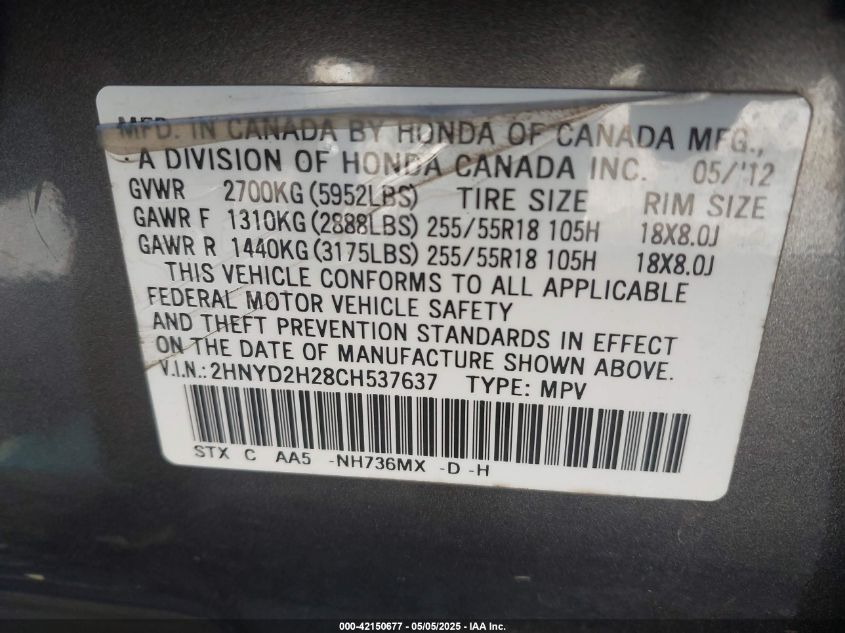 MFD. IN CANADA BY HONDA OF CANADA MFG.,
A DIVISION OF HONDA CANADA INC. 05/'12
GVWR 2700KG (5952LBS) TIRE SIZE RIM SIZE
GAWR F 1310KG (2888LBS) 255/55R18 105H 18X8.0J
GAWR R 1440KG (3175LBS) 255/55R18 105H 18X8.0J
THIS VEHICLE CONFORMS TO ALL APPLICABLE
FEDERAL MOTOR VEHICLE SAFETY
AND THEFT PREVENTION STANDARDS IN EFFECT
ON THE DATE OF MANUFACTURE SHOWN ABOVE.
V.I.N.: 2HNYD2H28CH537637 TYPE: MPV
STX C AA5 -NH736MX -D -H
000-42150677 - 05/05/2025 - IAA Inc.